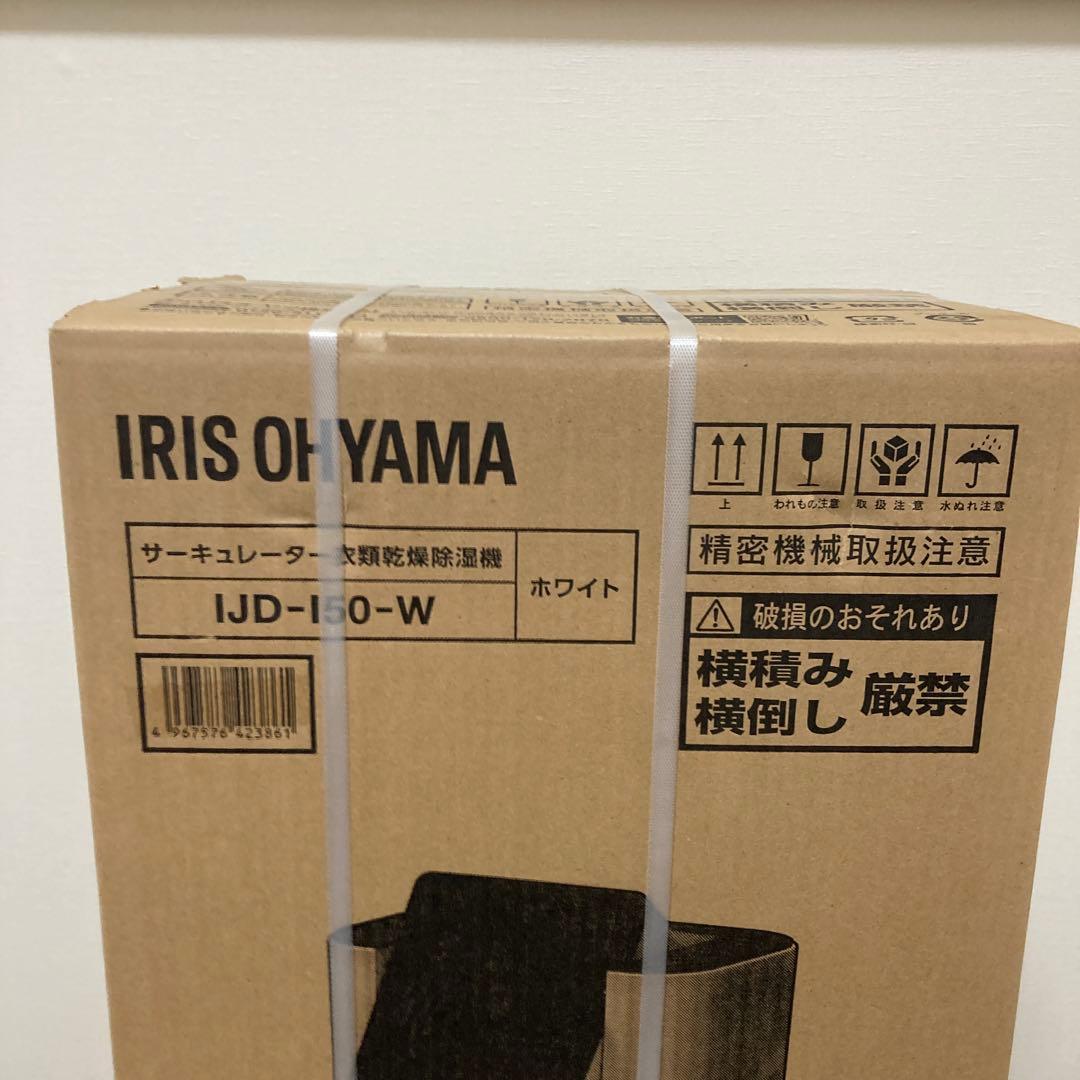 IRIS OHYAMA
サーキュレーター衣類乾燥除湿機
IJD-I50-W
ホワイト
4 967576 423861
上
われもの注意
取扱注意
水ぬれ注意
精密機械取扱注意
破損のおそれあり
横積み
横倒し
厳禁